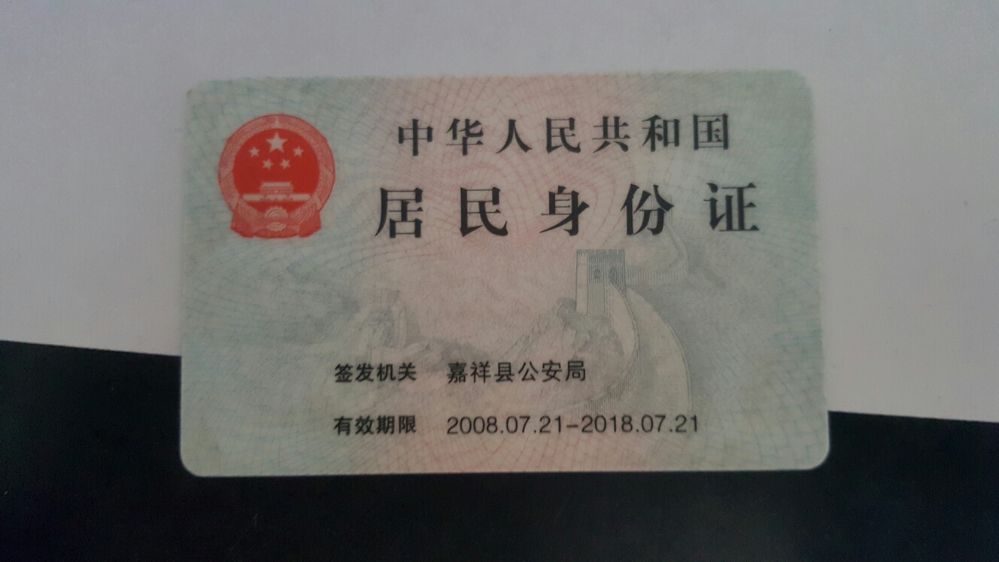 中华人民共和国
居民身份证
签发机关 嘉祥县公安局
有效期限 2008.07.21-2018.07.21